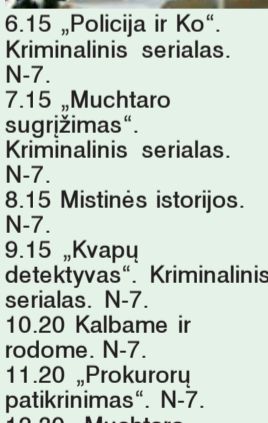 6.15 „Policija ir Ko“.
Kriminalinis serialas.
N-7.
7.15 „Muchtaro
sugrįžimas“.
Kriminalinis serialas.
N-7.
8.15 Mistinės istorijos.
N-7.
9.15 „Kvapų
detektyvas“. Kriminalinis
serialas. N-7.
10.20 Kalbame ir
rodome. N-7.
11.20 „Prokurorų
patikrinimas“. N-7.